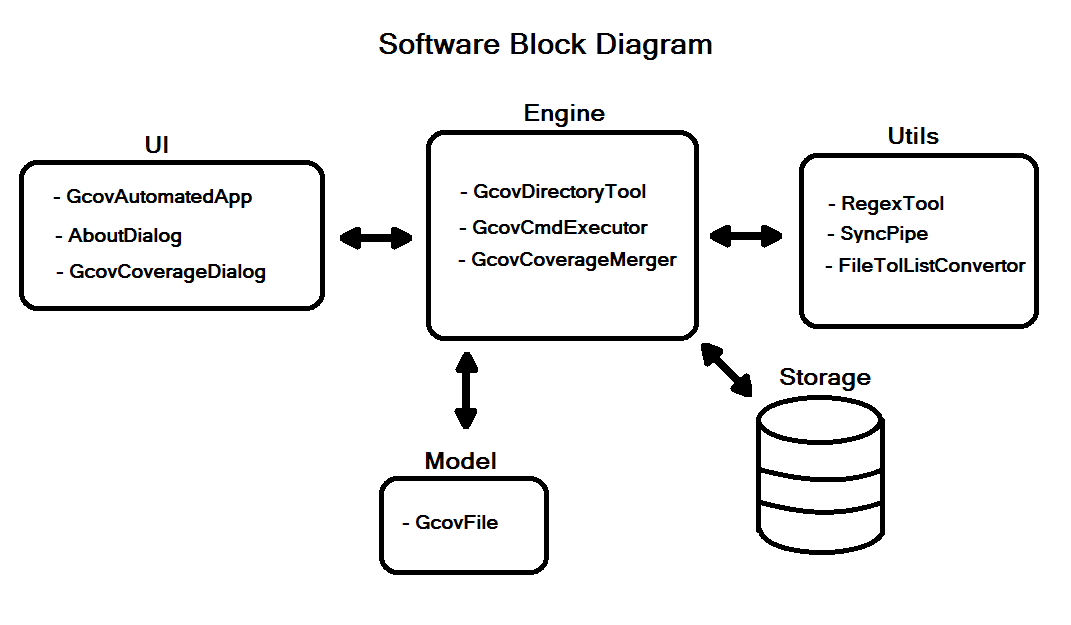 Software Block Diagram
UI
- GcovAutomatedApp
- AboutDialog
- GcovCoverageDialog
Engine
- GcovDirectoryTool
- GcovCmdExecutor
- GcovCoverageMerger
Utils
- RegexTool
- SyncPipe
- FileTolListConvertor
Model
- GcovFile
Storage